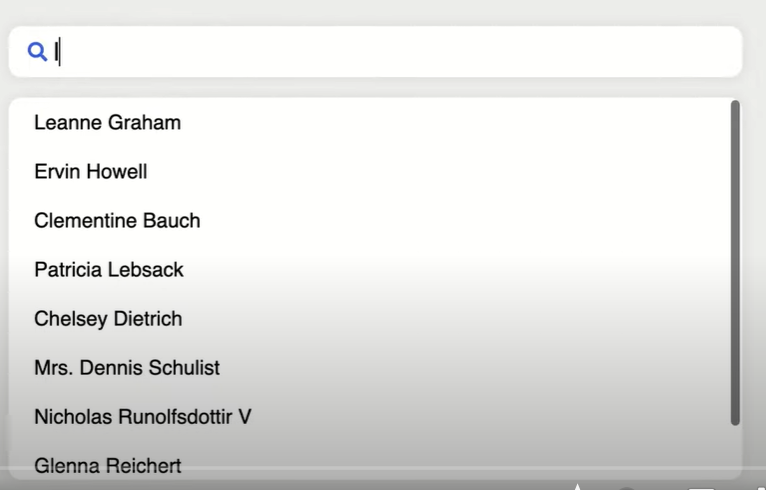 l
Leanne Graham
Ervin Howell
Clementine Bauch
Patricia Lebsack
Chelsey Dietrich
Mrs. Dennis Schulist
Nicholas Runolfsdottir V
Glenna Reichert